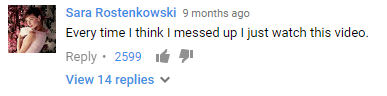 Sara Rostenkowski 9 months ago
Every time I think I messed up I just watch this video.
Reply • 2599
View 14 replies